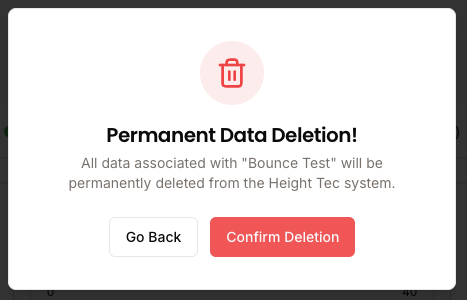 Permanent Data Deletion!
All data associated with "Bounce Test" will be
permanently deleted from the Height Tec system.
Go Back
Confirm Deletion
40